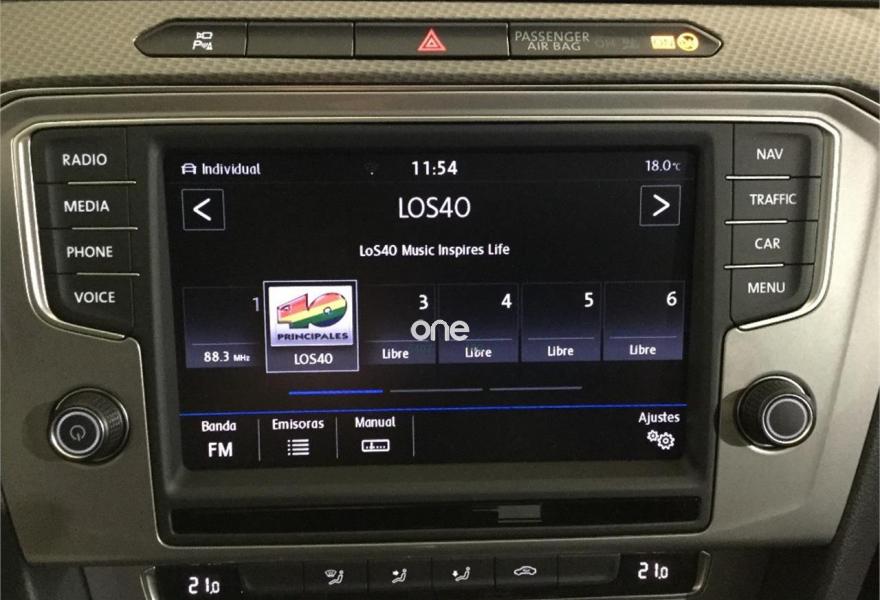 PASSENGER
AIR BAG
RADIO
MEDIA
PHONE
VOICE
Individual
11:54
18.0°C
<
LOS40
>
LoS40 Music Inspires Life
1
88.3 MHz
40
PRINCIPALES
LOS40
3
Libre
4
Libre
5
Libre
6
Libre
one
Banda
FM
Emisoras
Manual
Ajustes
NAV
TRAFFIC
CAR
MENU
21.0
21.0